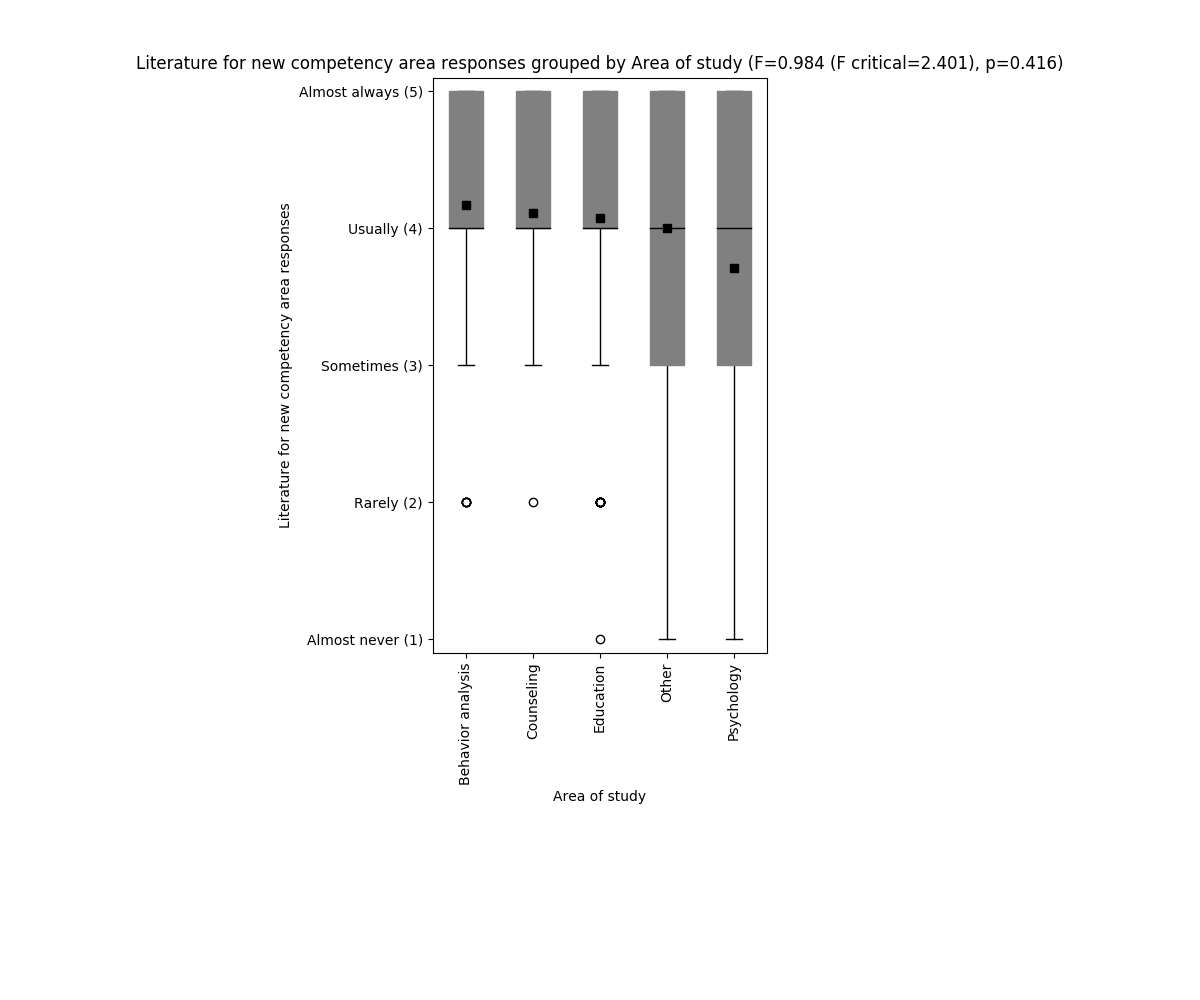 Literature for new competency area responses grouped by Area of study (F=0.984 (F critical=2.401), p=0.416)
Literature for new competency area responses
Almost always (5)
Usually (4)
Sometimes (3)
Rarely (2)
Almost never (1)
Behavior analysis
Counseling
Education
Other
Psychology
Area of study